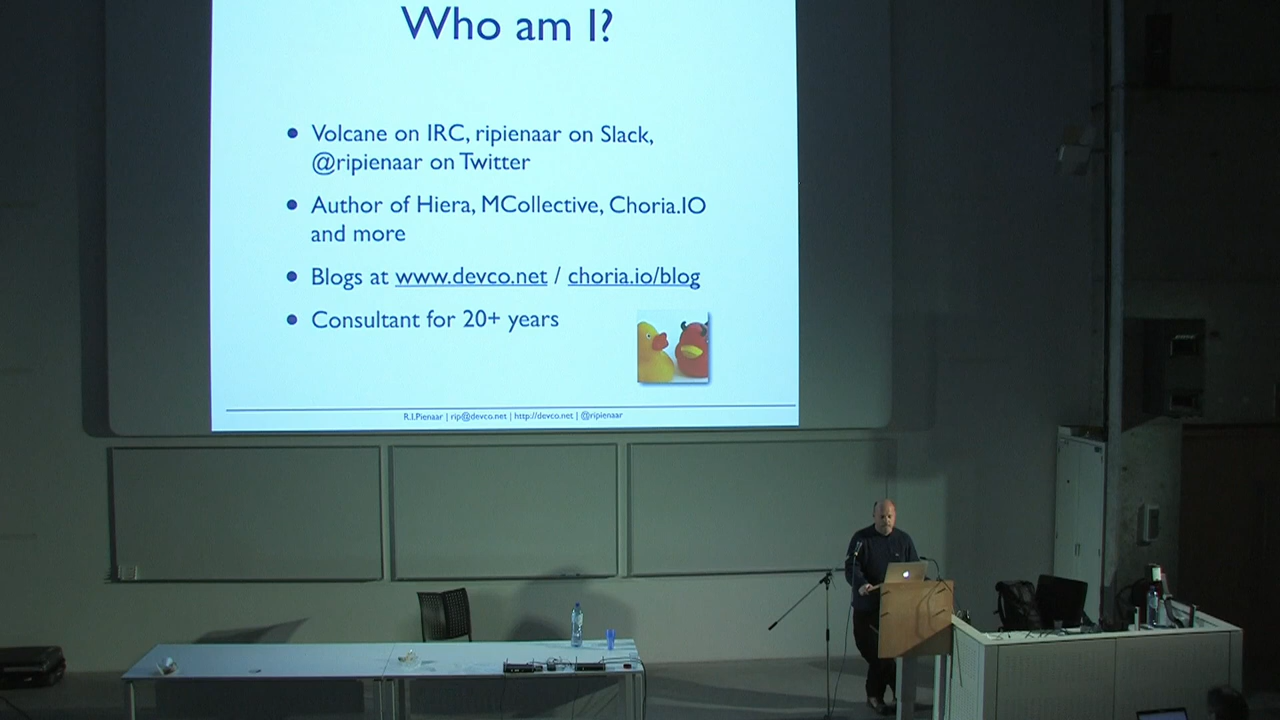 Who am I?
• Volcane on IRC, ripienaar on Slack,
@ripienaar on Twitter
• Author of Hiera, MCollective, Choria.IO
and more
• Blogs at www.devco.net / choria.io/blog
• Consultant for 20+ years
R.I.Pienaar | rip@devco.net | http://devco.net | @ripienaar